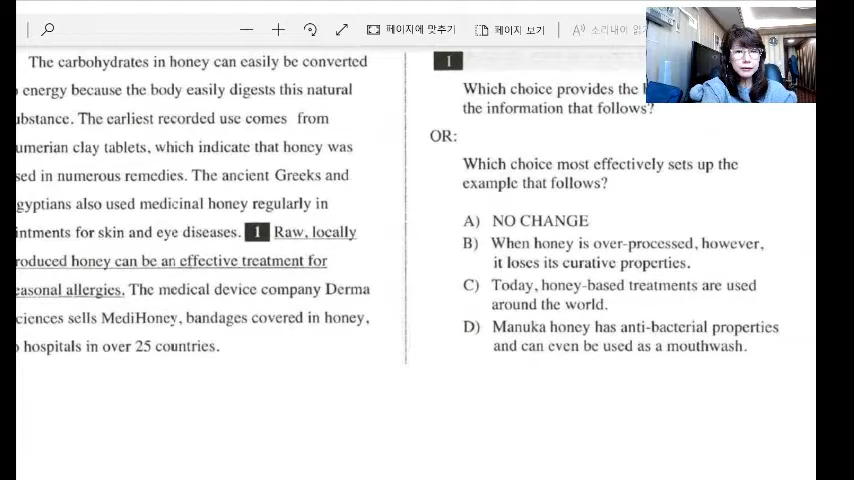 페이지에 맞추기
페이지 보기
소리내어 읽기
The carbohydrates in honey can easily be converted
energy because the body easily digests this natural
ubstance. The earliest recorded use comes from
umerian clay tablets, which indicate that honey was
sed in numerous remedies. The ancient Greeks and
gyptians also used medicinal honey regularly in
intments for skin and eye diseases. 1 Raw, locally
roduced honey can be an effective treatment for
easonal allergies. The medical device company Derma
ciences sells MediHoney, bandages covered in honey,
hospitals in over 25 countries.
1
Which choice provides the
the information that follows?
OR:
Which choice most effectively sets up the
example that follows?
A) NO CHANGE
B) When honey is over-processed, however,
it loses its curative properties.
C) Today, honey-based treatments are used
around the world.
D) Manuka honey has anti-bacterial properties
and can even be used as a mouthwash.